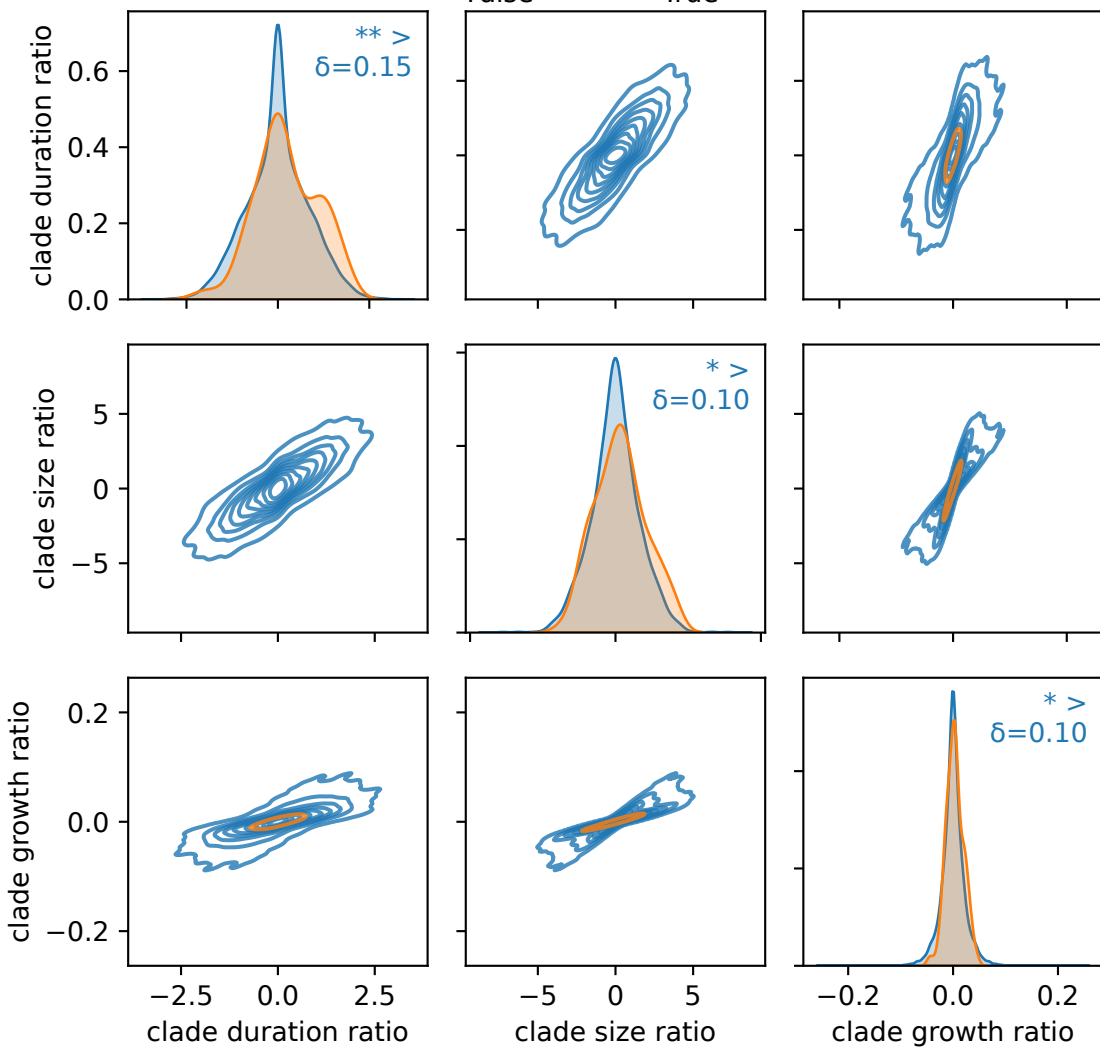 True
clade duration ratio
0.6
0.4
0.2
0.0
** >
δ=0.15
clade size ratio
5
0
−5
* >
δ=0.10
clade growth ratio
0.2
0.0
−0.2
* >
δ=0.10
−2.5 0.0 2.5
−5 0 5
−0.2 0.0 0.2
clade duration ratio
clade size ratio
clade growth ratio